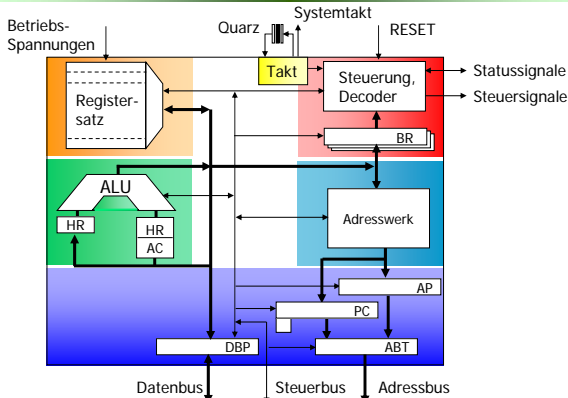 Betriebs-
Spannungen
Quarz
Systemtakt
RESET
Takt
Register-
satz
Steuerung,
Decoder
Statussignale
Steuersignale
BR
ALU
HR
HR
AC
Adresswerk
AP
PC
DBP
ABT
Datenbus
Steuerbus
Adressbus